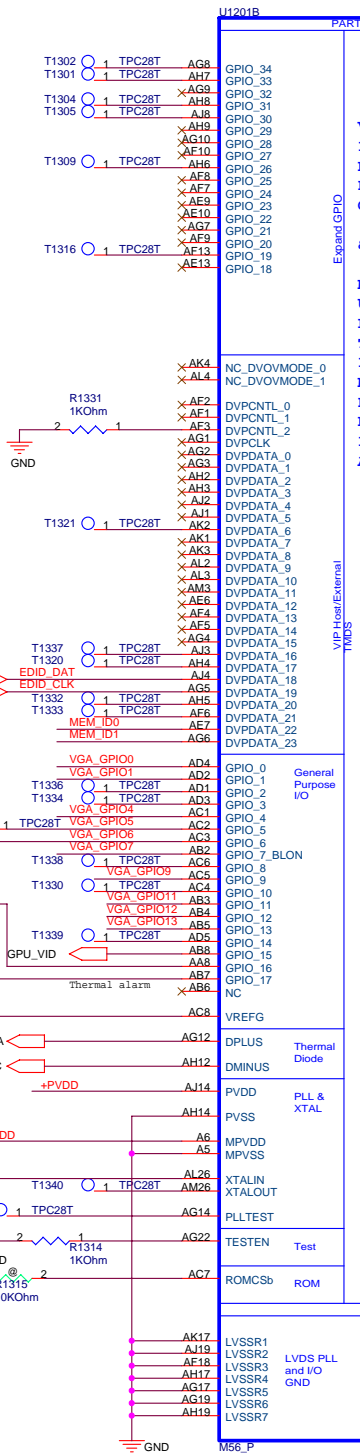 U1201B
PART
T1302 1 TPC28T AG8 GPIO_34
T1301 1 TPC28T AH7 GPIO_33
AG9 GPIO_32
T1304 1 TPC28T AH8 GPIO_31
T1305 1 TPC28T AJ8 GPIO_30
AH9 GPIO_29
AG10 GPIO_28
AF10 GPIO_27
T1309 1 TPC28T AH6 GPIO_26
AF8 GPIO_25
AF7 GPIO_24
AE9 GPIO_23
AE10 GPIO_22
AG7 GPIO_21
AF9 GPIO_20
T1316 1 TPC28T AF13 GPIO_19
AE13 GPIO_18
Expand GPIO
AK4 NC_DVOVMODE_0
AL4 NC_DVOVMODE_1
R1331
1KOhm
AF2 DVPCNTL_0
AF1 DVPCNTL_1
2 1 AF3 DVPCNTL_2
GND
AG1 DVPCLK
AG2 DVPDATA_0
AG3 DVPDATA_1
AH2 DVPDATA_2
AH3 DVPDATA_3
AJ2 DVPDATA_4
AJ1 DVPDATA_5
T1321 1 TPC28T AK2 DVPDATA_6
AK1 DVPDATA_7
AK3 DVPDATA_8
AL2 DVPDATA_9
AL3 DVPDATA_10
AM3 DVPDATA_11
AE6 DVPDATA_12
AF4 DVPDATA_13
AF5 DVPDATA_14
AG4 DVPDATA_15
T1337 1 TPC28T AJ3 DVPDATA_16
T1320 1 TPC28T AH4 DVPDATA_17
EDID_DAT AJ4 DVPDATA_18
EDID_CLK AG5 DVPDATA_19
T1332 1 TPC28T AH5 DVPDATA_20
T1333 1 TPC28T AF6 DVPDATA_21
MEM_ID0 AE7 DVPDATA_22
MEM_ID1 AG6 DVPDATA_23
VIP Host/External
TMDS
VGA_GPIO0 AD4 GPIO_0
VGA_GPIO1 AD2 GPIO_1
T1336 1 TPC28T AD1 GPIO_2
T1334 1 TPC28T AD3 GPIO_3
VGA_GPIO4 AC1 GPIO_4
1 TPC28T VGA_GPIO5 AC2 GPIO_5
VGA_GPIO6 AC3 GPIO_6
VGA_GPIO7 AB2 GPIO_7_BLON
T1338 1 TPC28T AC6 GPIO_8
VGA_GPIO9 AC5 GPIO_9
T1330 1 TPC28T AC4 GPIO_10
VGA_GPIO11 AB3 GPIO_11
VGA_GPIO12 AB4 GPIO_12
VGA_GPIO13 AB5 GPIO_13
T1339 1 TPC28T AD5 GPIO_14
GPU_VID AB8 GPIO_15
AA8 GPIO_16
AB7 GPIO_17
Thermal alarm AB6 NC
General
Purpose
I/O
AC8 VREFG
A AG12 DPLUS
C AH12 DMINUS
Thermal
Diode
+PVDD AJ14 PVDD
AH14 PVSS
DD A6 MPVDD
A5 MPVSS
PLL &
XTAL
AL26 XTALIN
T1340 1 TPC28T AM26 XTALOUT
1 TPC28T AG14 PLLTEST
2 1 AG22 TESTEN Test
R1314
1KOhm
D
@ 2 AC7 ROMCSb ROM
R1315
0KOhm
AK17 LVSSR1
AJ19 LVSSR2
AF18 LVSSR3
AH17 LVSSR4
AG17 LVSSR5
AG19 LVSSR6
AH19 LVSSR7
LVDS PLL
and I/O
GND
GND
M56_P